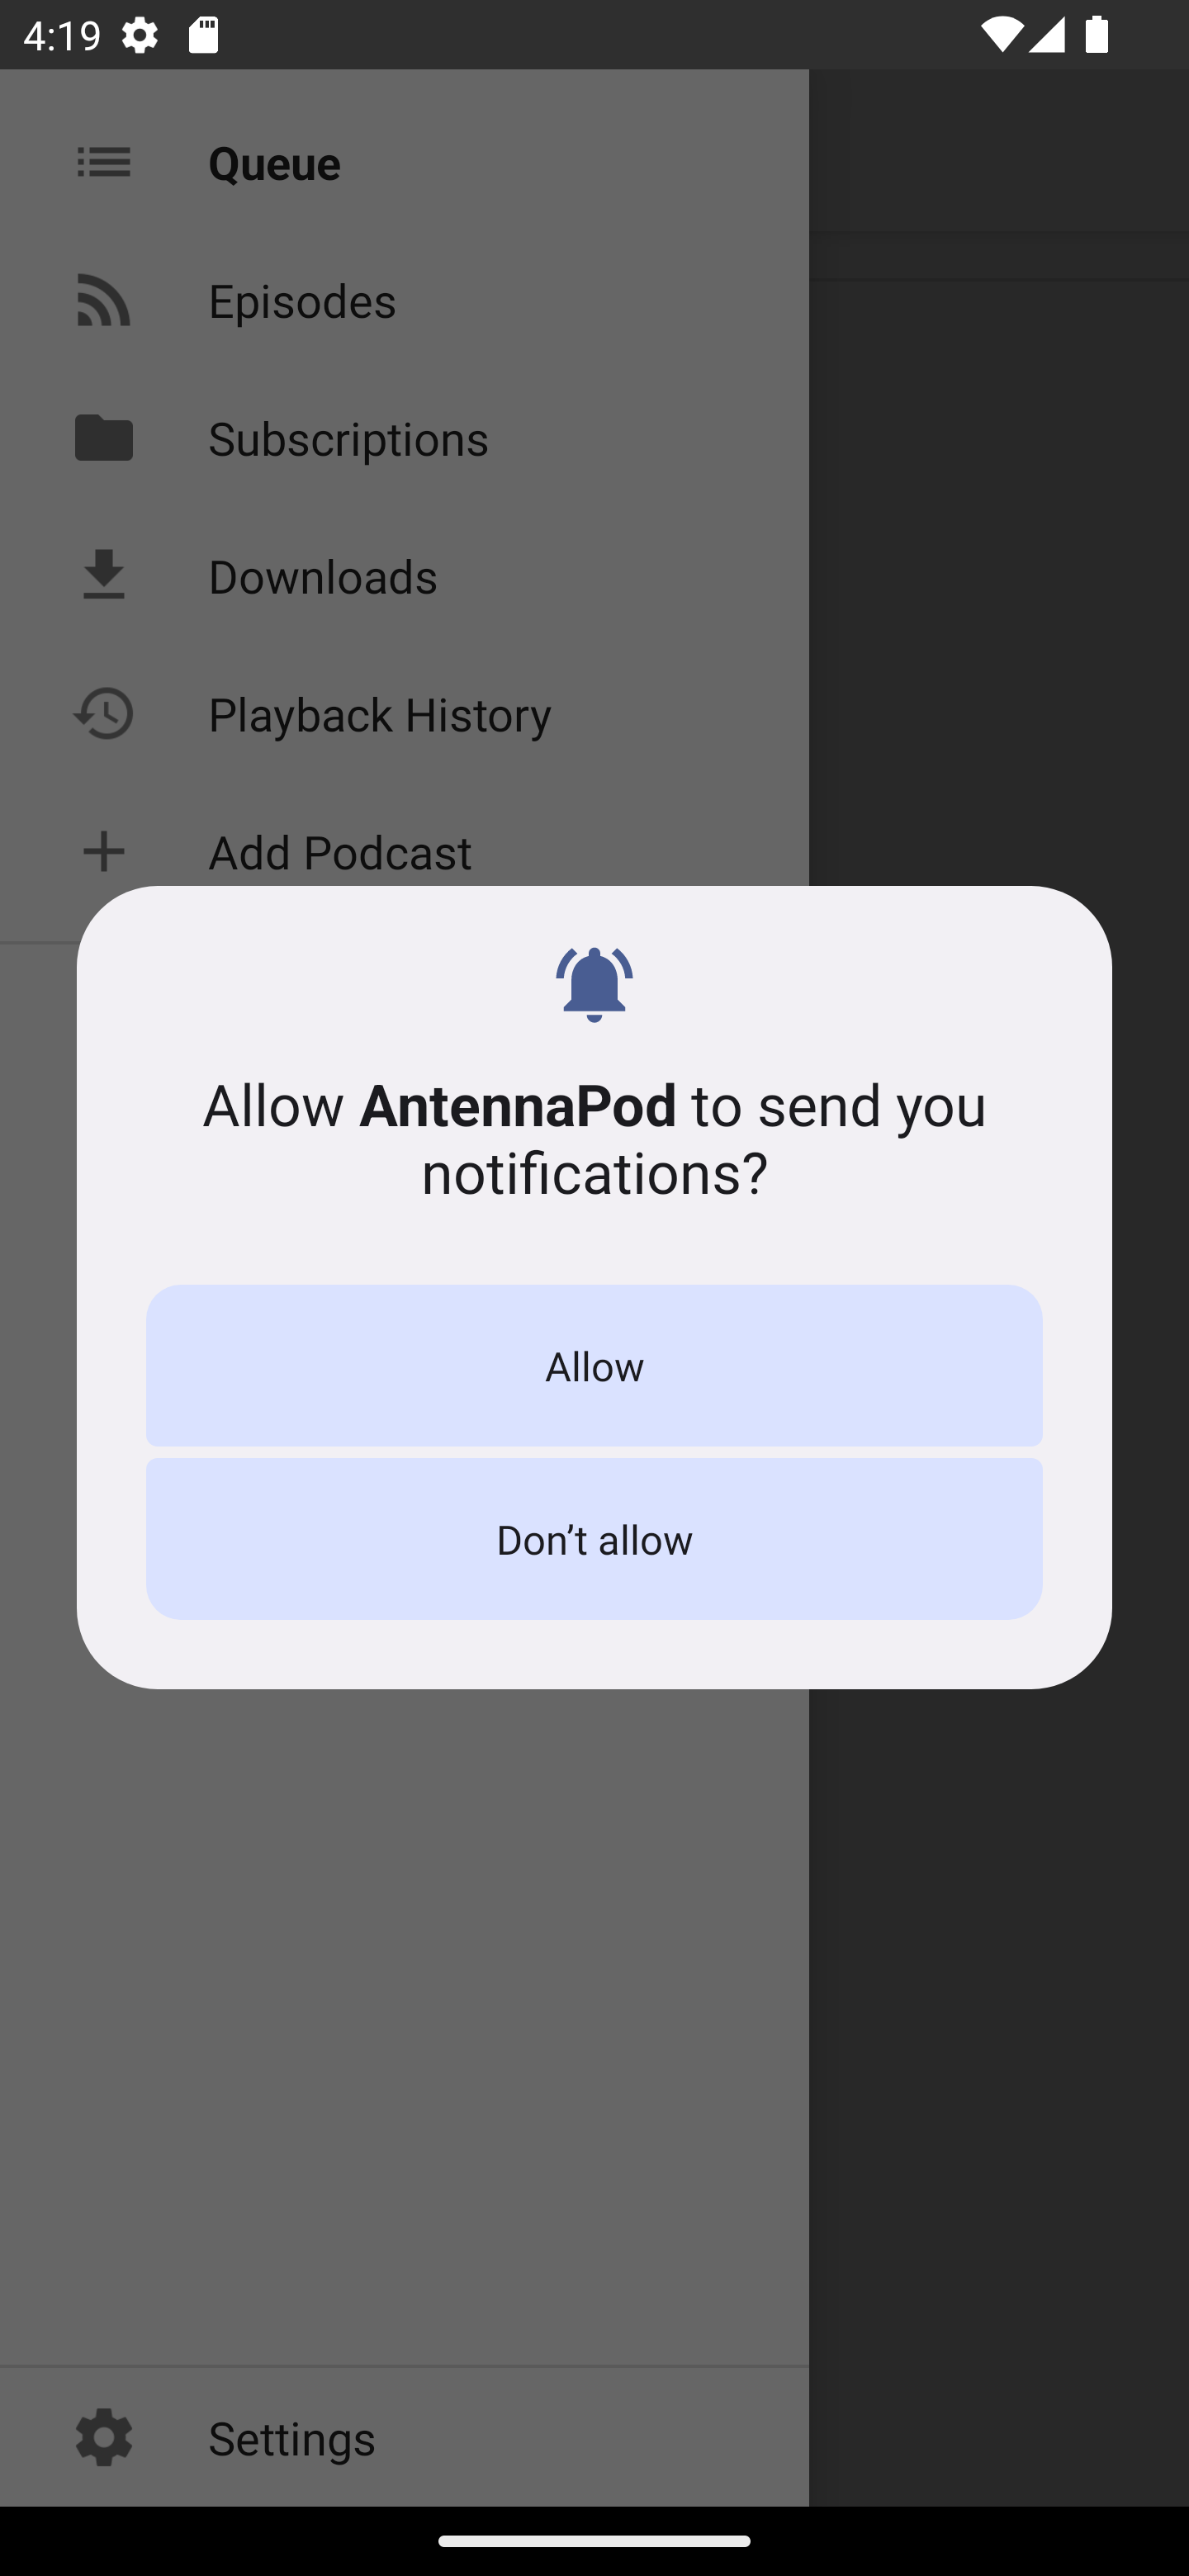 4:19
Queue
Episodes
Subscriptions
Downloads
Playback History
Add Podcast
Allow AntennaPod to send you
notifications?
Allow
Don’t allow
Settings